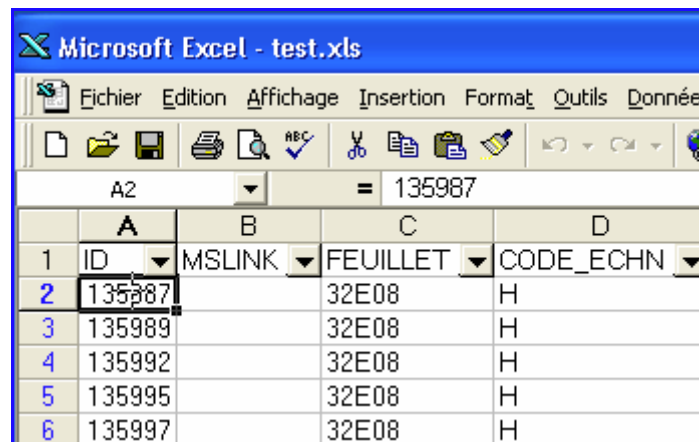 Microsoft Excel - test.xls
Fichier Edition Affichage Insertion Format Outils Donnée
ABC
A2 = 135987
A B C D
1 ID MSLINK FEUILLET CODE_ECHN
2 135987 32E08 H
3 135989 32E08 H
4 135992 32E08 H
5 135995 32E08 H
6 135997 32E08 H